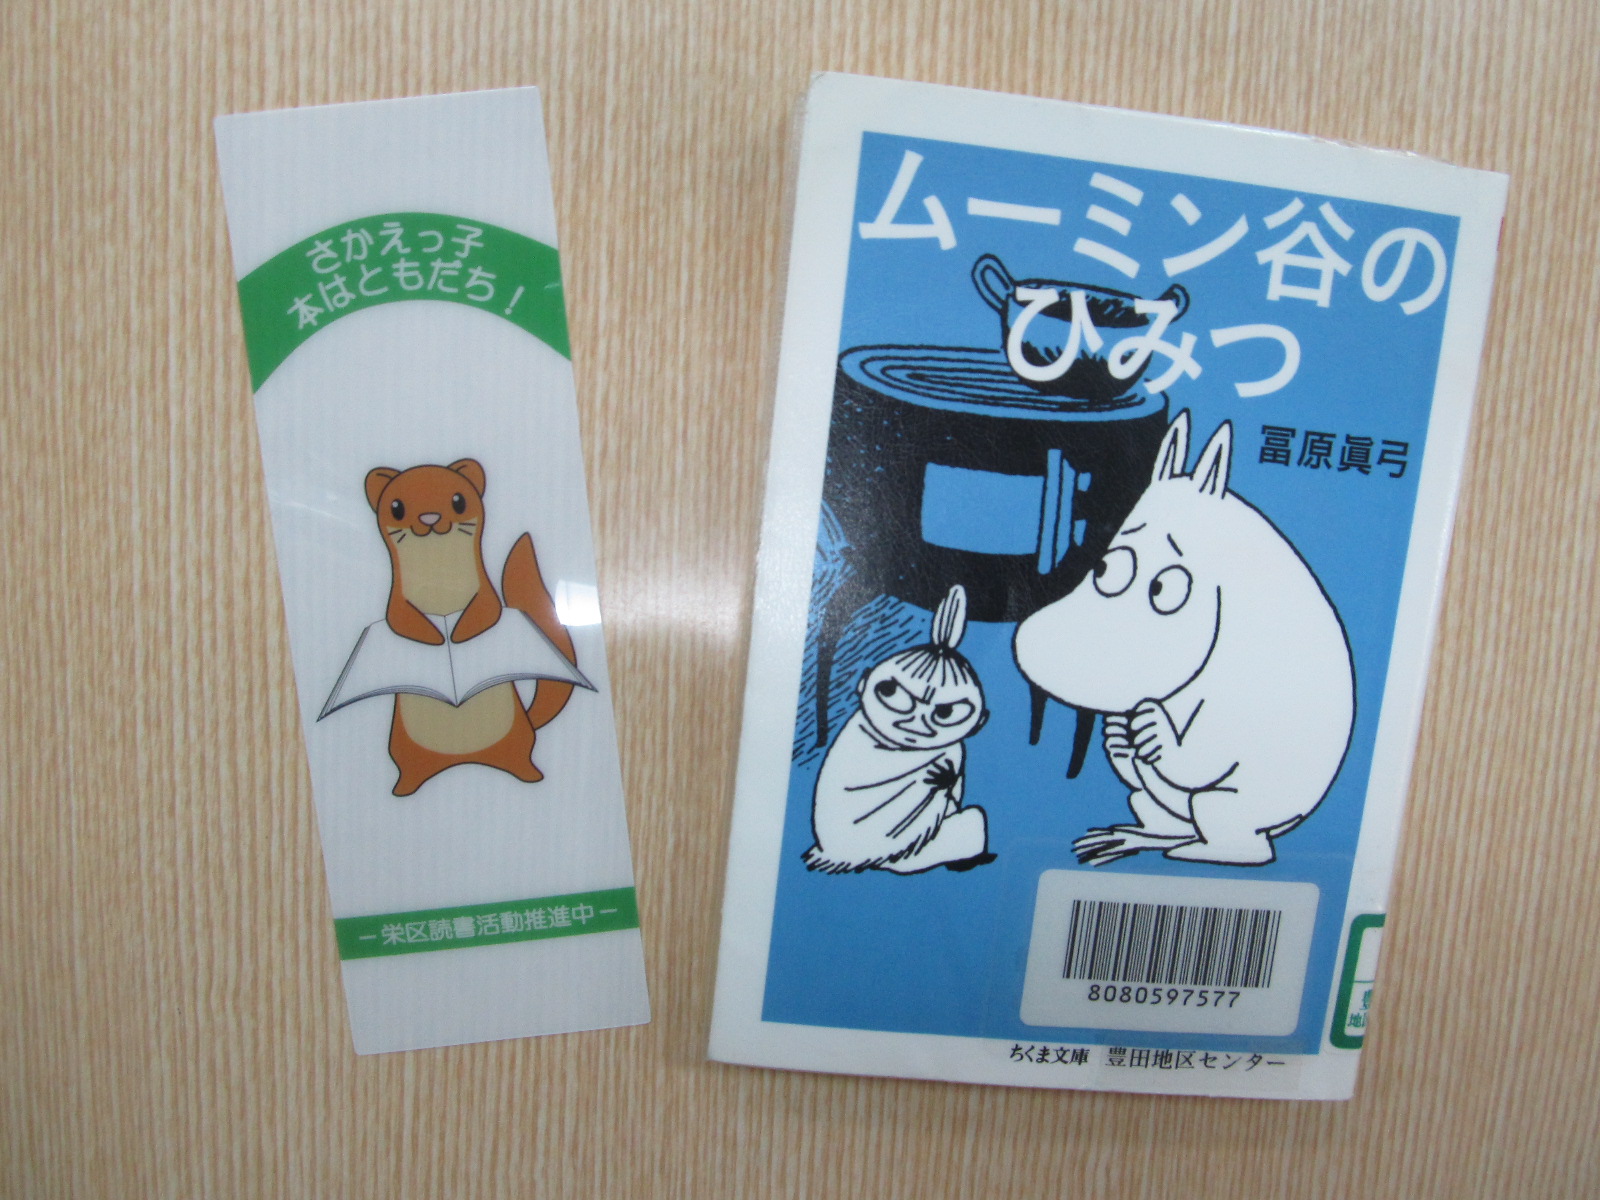 さかえっ子
本はともだち!
－栄区読書活動推進中－
ムーミン谷の
ひみつ
冨原眞弓
8080597577
ちくま文庫 豊田地区センター